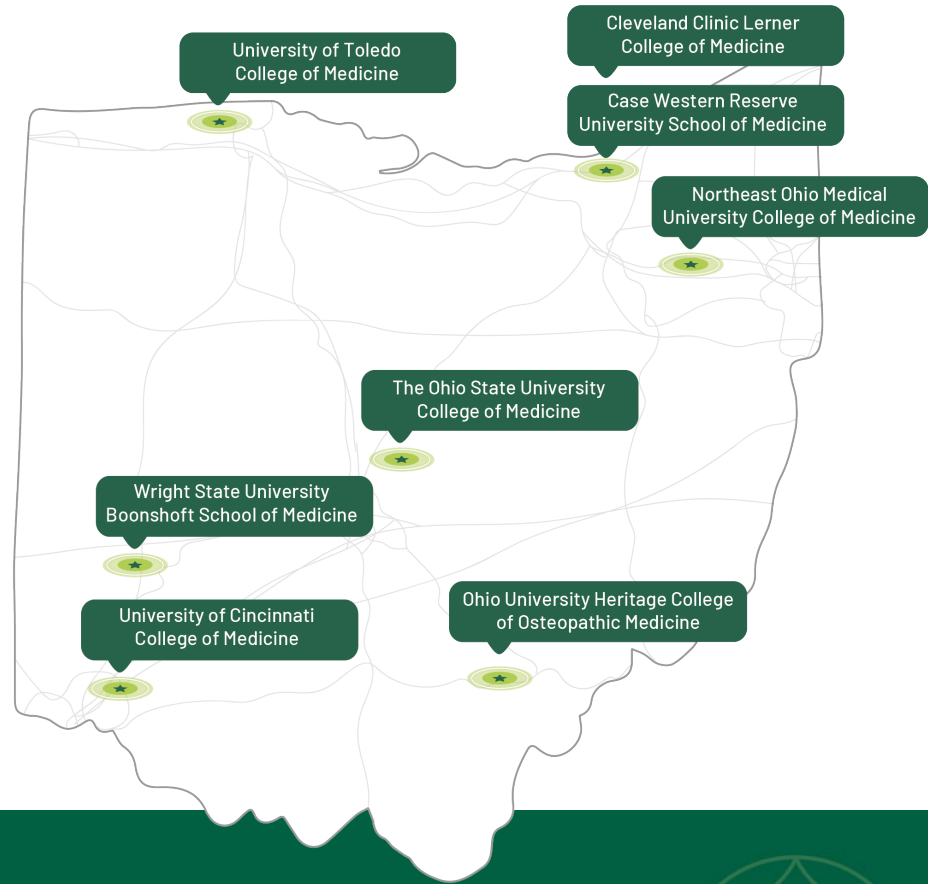 University of Toledo
College of Medicine
Cleveland Clinic Lerner
College of Medicine
Case Western Reserve
University School of Medicine
Northeast Ohio Medical
University College of Medicine
The Ohio State University
College of Medicine
Wright State University
Boonshoft School of Medicine
Ohio University Heritage College
of Osteopathic Medicine
University of Cincinnati
College of Medicine